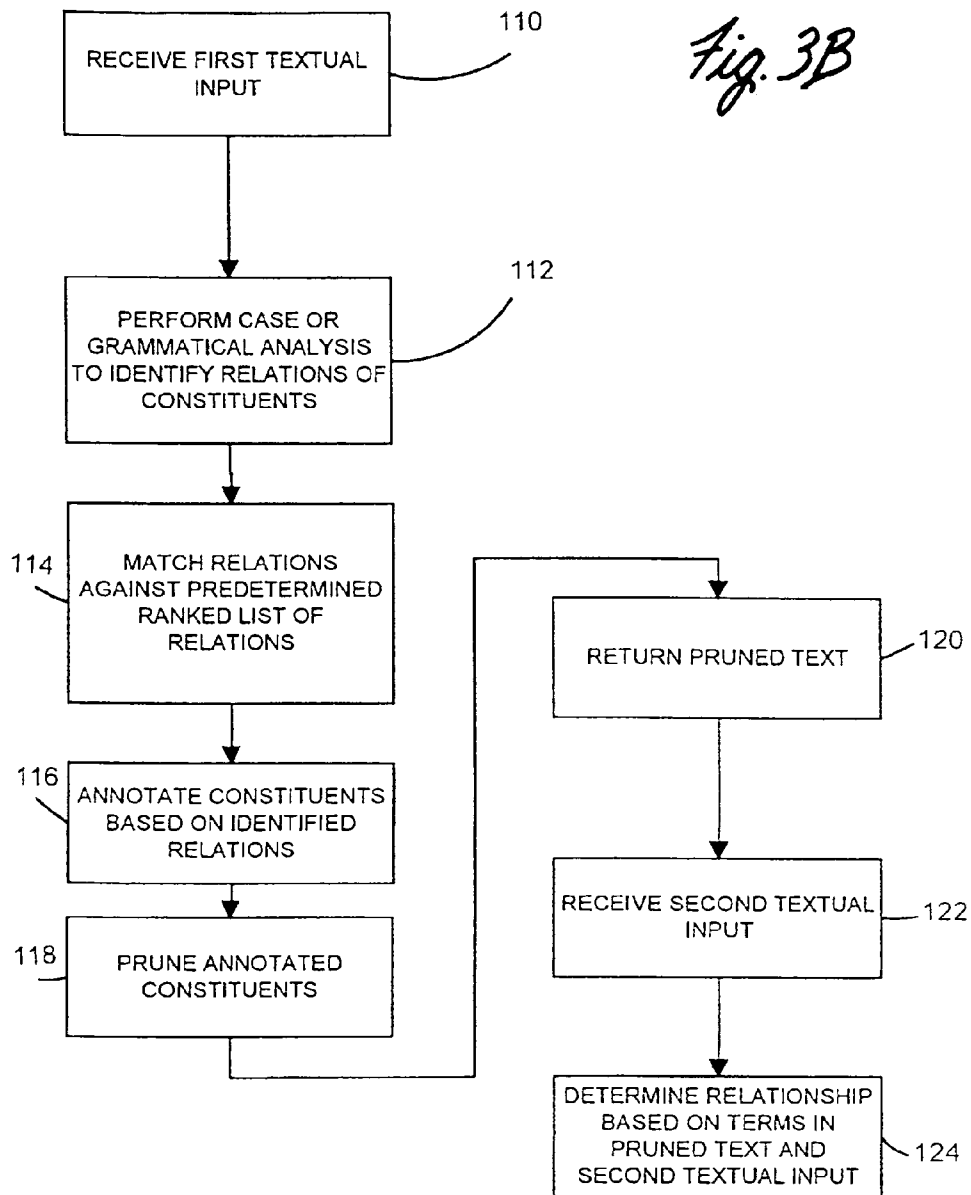 Fig. 3B
RECEIVE FIRST TEXTUAL
INPUT
110
PERFORM CASE OR
GRAMMATICAL ANALYSIS
TO IDENTIFY RELATIONS OF
CONSTITUENTS
112
MATCH RELATIONS
AGAINST PREDETERMINED
RANKED LIST OF
RELATIONS
114
ANNOTATE CONSTITUENTS
BASED ON IDENTIFIED
RELATIONS
116
PRUNE ANNOTATED
CONSTITUENTS
118
RETURN PRUNED TEXT
120
RECEIVE SECOND TEXTUAL
INPUT
122
DETERMINE RELATIONSHIP
BASED ON TERMS IN
PRUNED TEXT AND
SECOND TEXTUAL INPUT
124